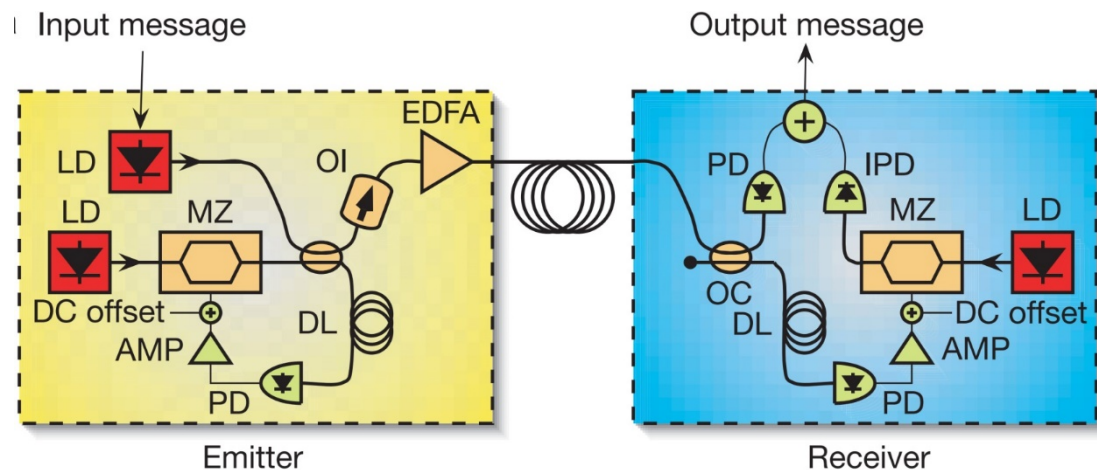 Input message
Output message
EDFA
LD
OI
PD
IPD
LD
MZ
MZ
LD
DC offset
DL
OC
DL
DC offset
AMP
AMP
PD
PD
Emitter
Receiver